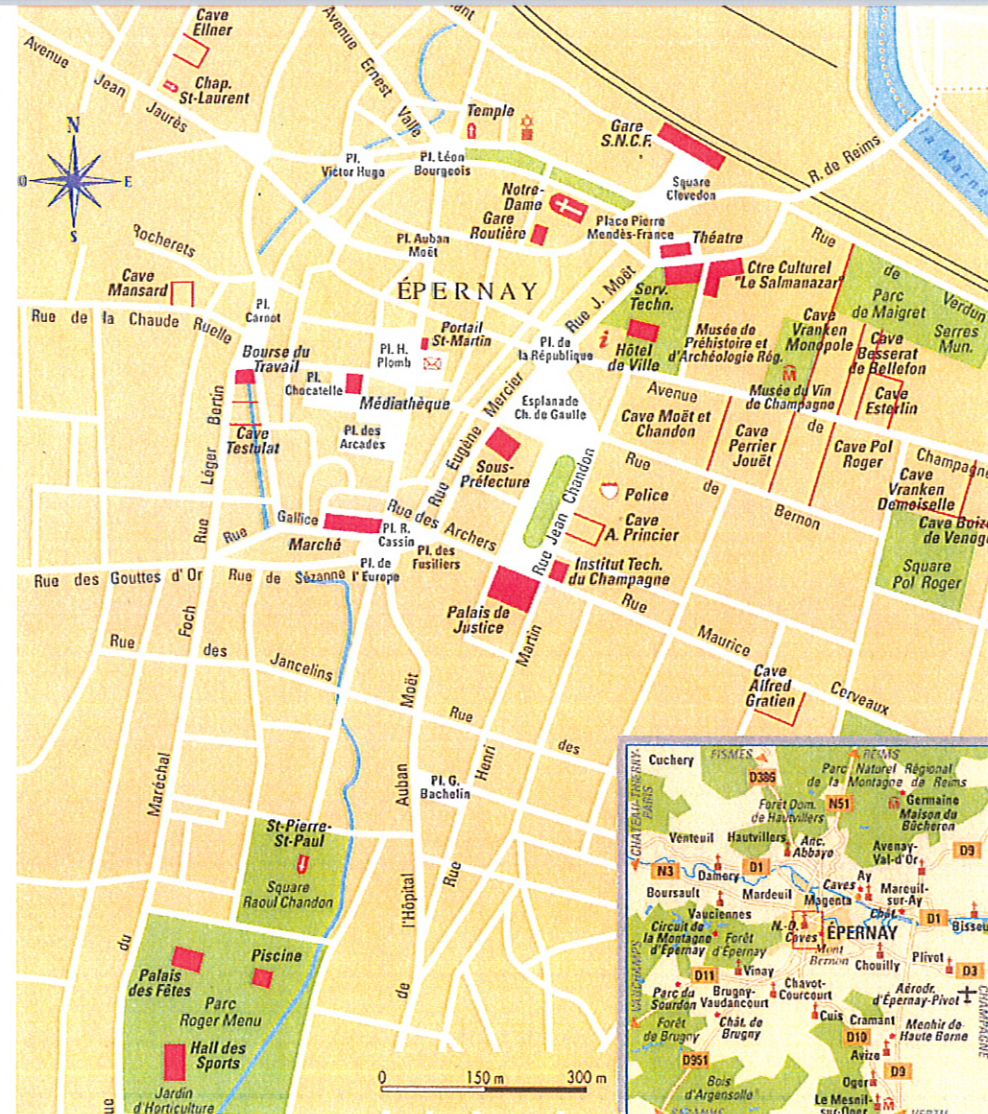 Cave
Ellner
Avenue
Jean
Jaurès
Chap.
St-Laurent
Avenue
Ernest
Valle
Temple
Gare
S.N.C.F.
R. de Reims
la Marne
N
O
E
S
Pl.
Victor Hugo
Pl. Léon
Bourgeois
Square
Clevedon
Notre-
Dame
Gare
Routière
Place Pierre
Mendès-France
Théatre
Rue
de
Verdun
Rocherets
Pl. Auban
Moët
Cave
Mansard
ÉPERNAY
Rue J. Moët
Serv.
Techn.
Ctre Culturel
"Le Salmanazar"
Parc
de Maigret
Serres
Mun.
Rue de la Chaude Ruelle
Pl.
Carnot
Portail
St-Martin
Pl. H.
Plomb
Pl. de
la République
i
Hôtel
de Ville
Musée de
Préhistoire et
d'Archéologie Rég.
Cave
Vranken
Monopole
Cave
Besserat
de Bellefon
Bourse du
Travail
Pl.
Chocatelle
Médiathèque
Esplanade
Ch. de Gaulle
Avenue
de
Champagne
Musée du Vin
de Champagne
Cave
Esterlin
Cave
Testulat
Pl. des
Arcades
Rue Eugène Mercier
Sous-
Préfecture
Cave Moët et
Chandon
Cave
Perrier
Jouët
Cave Pol
Roger
Cave
Vranken
Demoiselle
Cave Boize
de Venoge
Rue
de
Bernon
Rue Jean Chandon
Police
Cave
A. Princier
Square
Pol Roger
Rue
Léger
Bertin
Rue
Gallice
Marché
Pl. R.
Cassin
Rue des Archers
Pl. des
Fusiliers
Pl. de
l'Europe
Institut Tech.
du Champagne
Palais de
Justice
Rue
Maurice
Cerveaux
Rue des Gouttes d'Or
Rue de Sézanne
Foch
Maréchal
du
Rue
des
Jancelins
Rue
des
Martin
Henri
Rue
Moët
Auban
l'Hôpital
de
Pl. G.
Bachelin
Cave
Alfred
Gratien
St-Pierre-
St-Paul
Square
Raoul Chandon
Palais
des Fêtes
Piscine
Parc
Roger Menu
Hall des
Sports
Jardin
d'Horticulture
0
150 m
300 m
Cuchery
FISMES
D386
REIMS
Parc Naturel Régional
de la Montagne de Reims
N51
Forêt Dom.
de Hautvillers
Germaine
Maison du
Bûcheron
CHATEAU-THIERRY-
PARIS
Venteuil
Hautvillers
Anc.
Abbaye
Avenay-
Val-d'Or
D9
N3
Damery
D1
Ay
Caves
Mareuil-
sur-Ay
Boursault
Mardeuil
Magenta
Chât.
D1
Vauciennes
N.-D.
Caves
ÉPERNAY
Circuit de
la Montagne
d'Epernay
Forêt
d'Épernay
Mont
Bernon
Chouilly
Plivot
D3
D11
Vinay
VAUCHAMPS
Parc du
Sourdon
Brugny-
Vaudancourt
Chavot-
Courcourt
Aérodr.
d'Épernay-Pivot
CHAMPAGNE
Forêt
de Brugny
Chât. de
Brugny
Cuis
Cramant
Menhir de
Haute Borne
D10
Avize
D951
D9
Bois
d'Argensolle
Oger
Le Mesnil-
sur-Oger